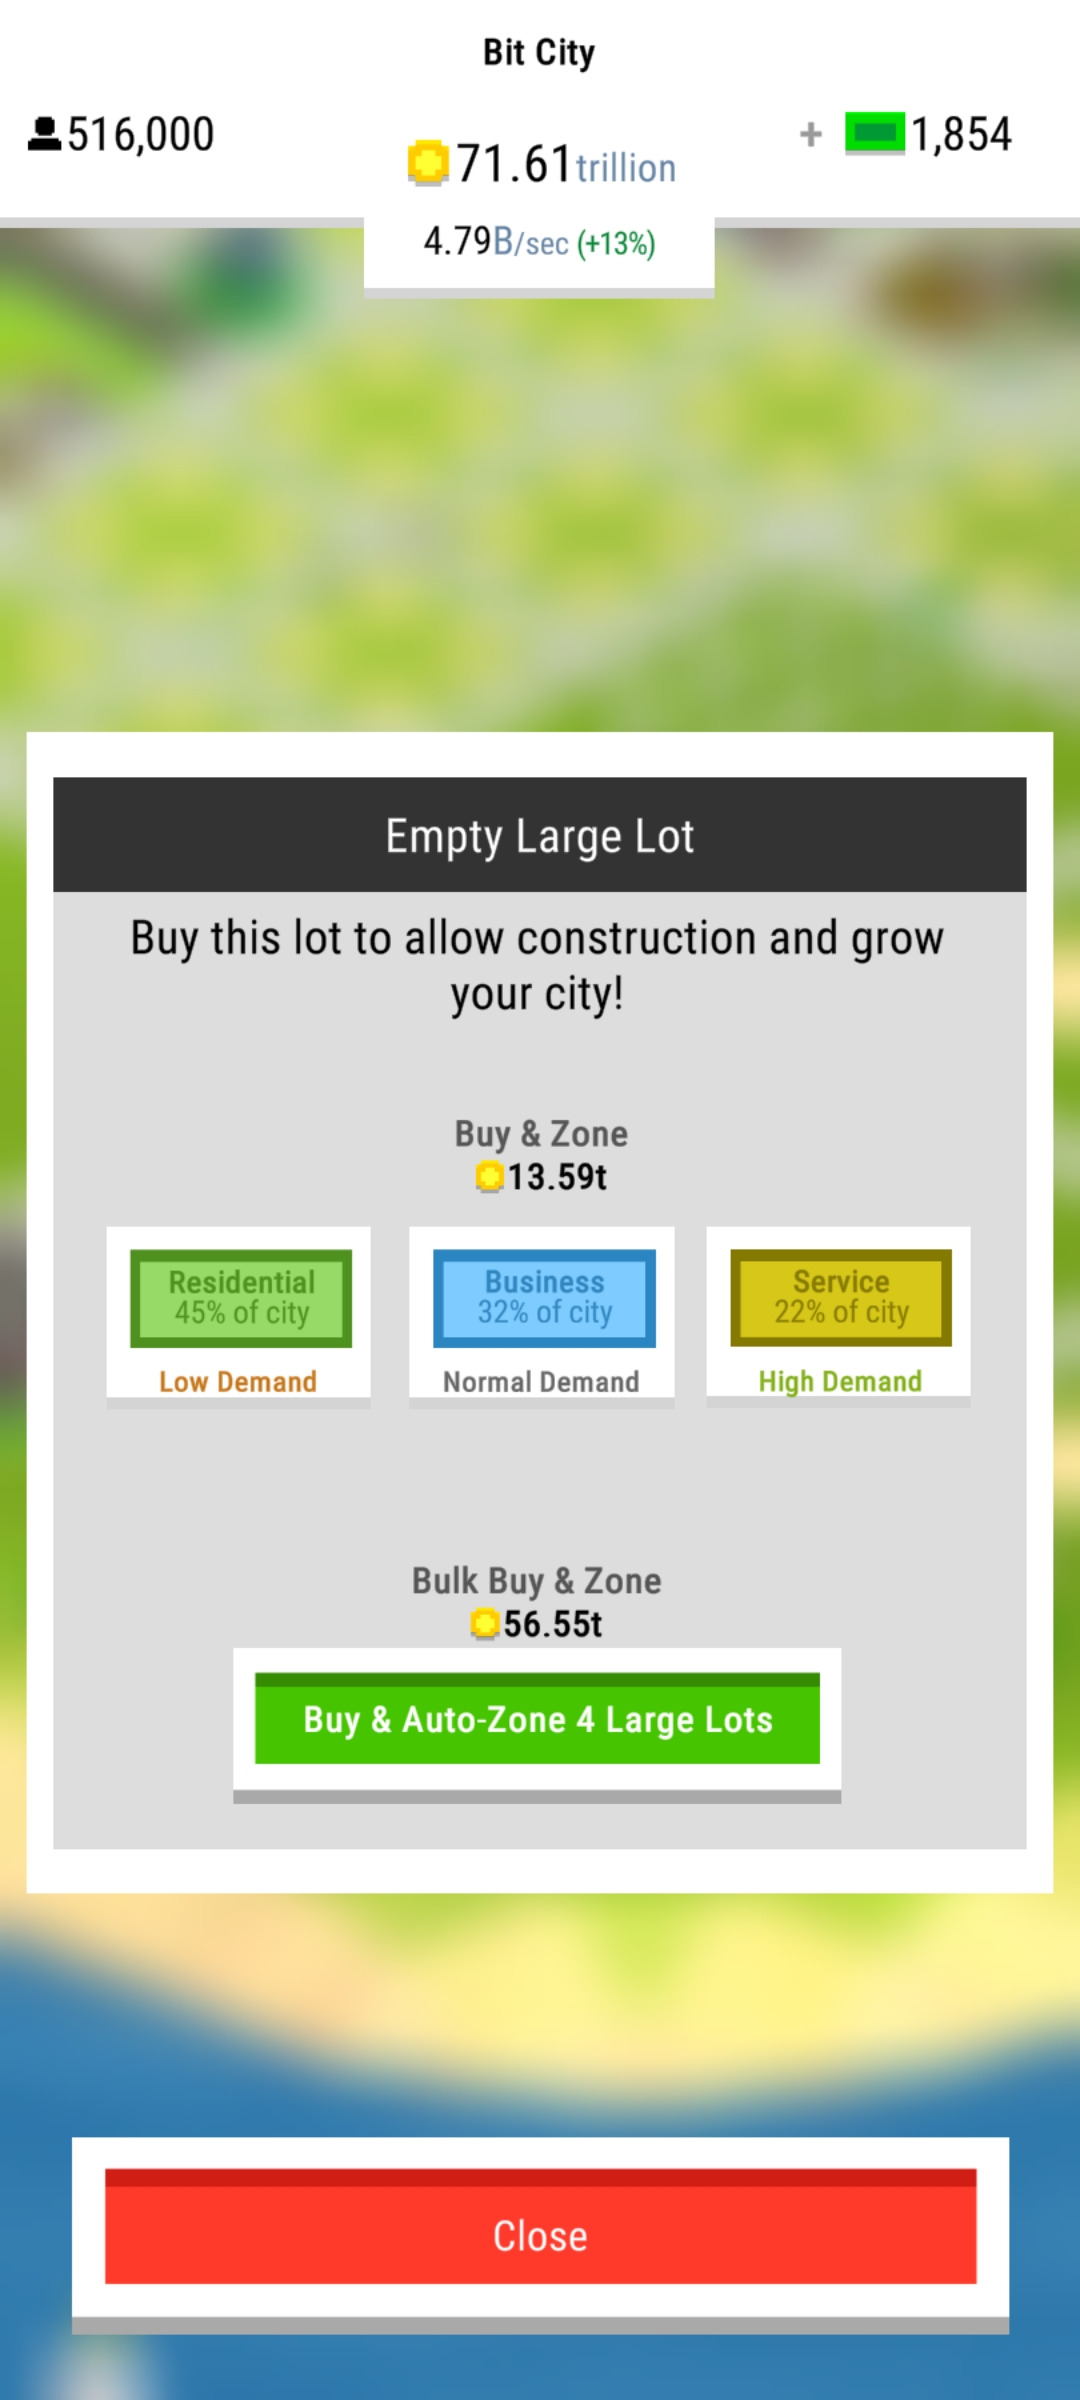 Bit City
516,000
71.61trillion
+ 1,854
4.79B/sec (+13%)
Empty Large Lot
Buy this lot to allow construction and grow
your city!
Buy & Zone
13.59t
Residential
45% of city
Low Demand
Business
32% of city
Normal Demand
Service
22% of city
High Demand
Bulk Buy & Zone
56.55t
Buy & Auto-Zone 4 Large Lots
Close